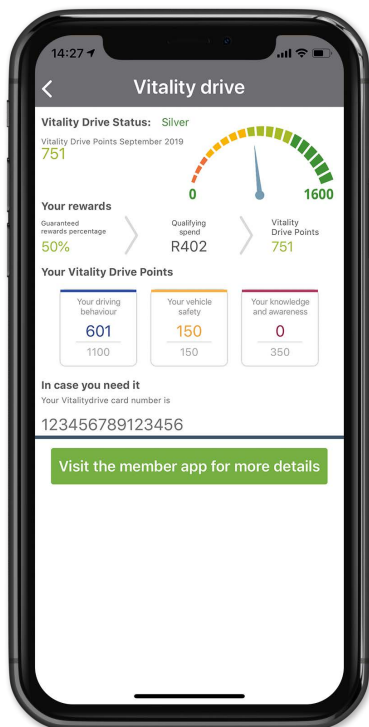 14:27
Vitality drive
Vitality Drive Status: Silver
Vitality Drive Points September 2019
751
0
1600
Your rewards
Guaranteed
rewards percentage
50%
Qualifying
spend
R402
Vitality
Drive Points
751
Your Vitality Drive Points
Your driving
behaviour
601
1100
Your vehicle
safety
150
150
Your knowledge
and awareness
0
350
In case you need it
Your Vitalitydrive card number is
123456789123456
Visit the member app for more details